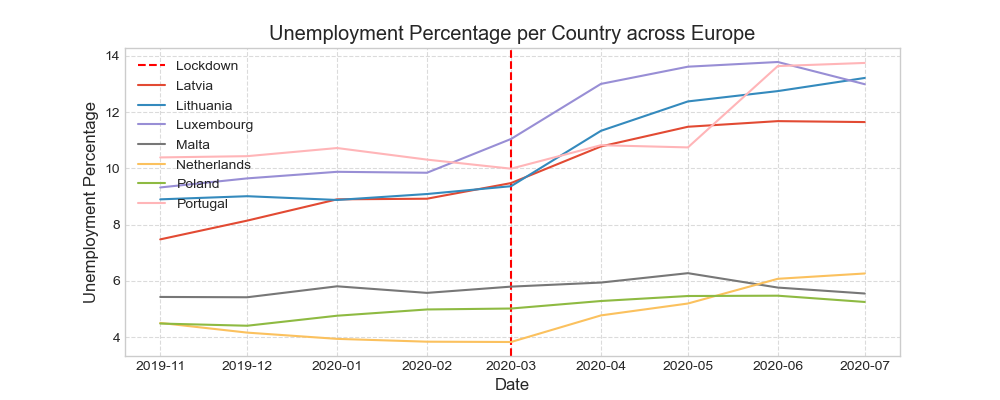 Unemployment Percentage per Country across Europe
Unemployment Percentage
14
12
10
8
6
4
Lockdown
Latvia
Lithuania
Luxembourg
Malta
Netherlands
Poland
Portugal
2019-11 2019-12 2020-01 2020-02 2020-03 2020-04 2020-05 2020-06 2020-07
Date